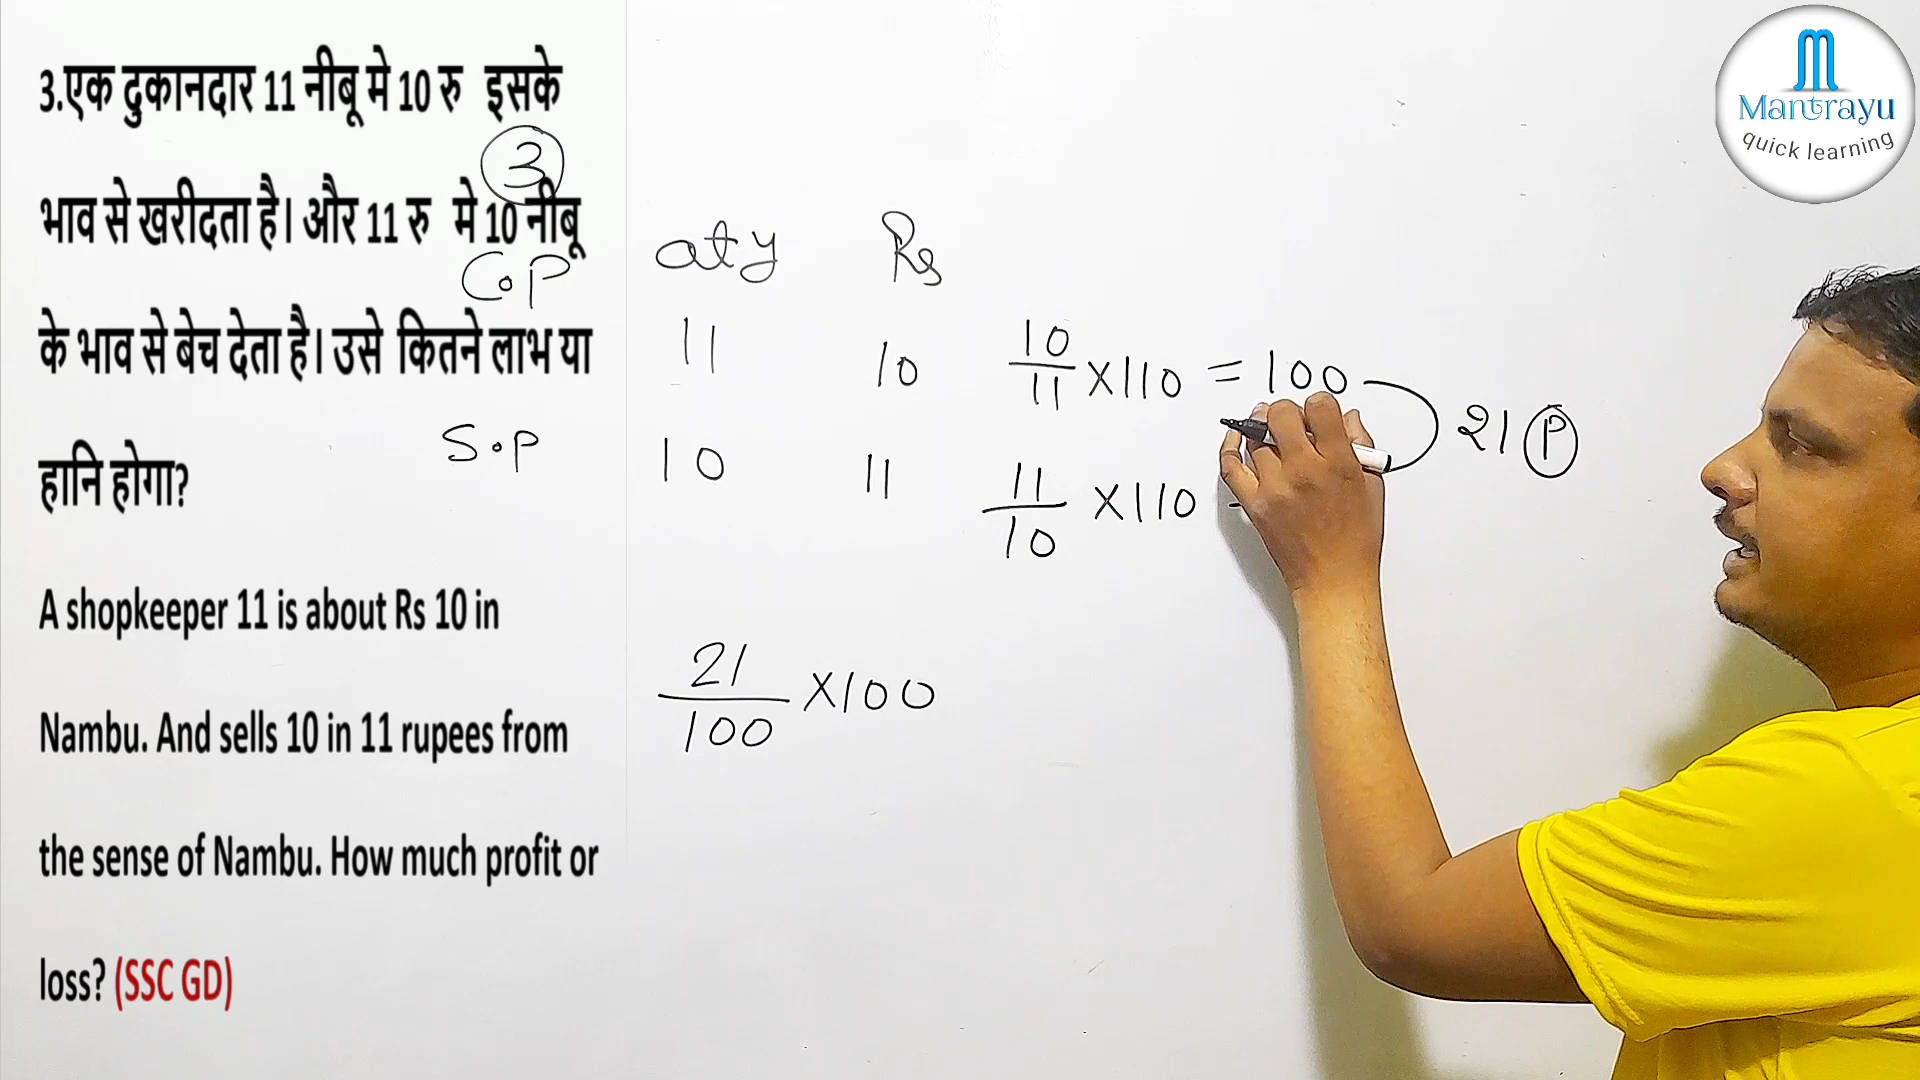 3.एक दुकानदार 11 नीबू मे 10 रु इसके
भाव से खरीदता है। और 11 रु मे 10 नीबू
के भाव से बेच देता है। उसे कितने लाभ या
हानि होगा?
A shopkeeper 11 is about Rs 10 in
Nambu. And sells 10 in 11 rupees from
the sense of Nambu. How much profit or
loss? (SSC GD)
3
C.P
S.P
aty Rs
11 10 10/11 X110 = 100
10 11 11/10 X110
21 P
21/100 X100
m
Mantrayu
quick learning